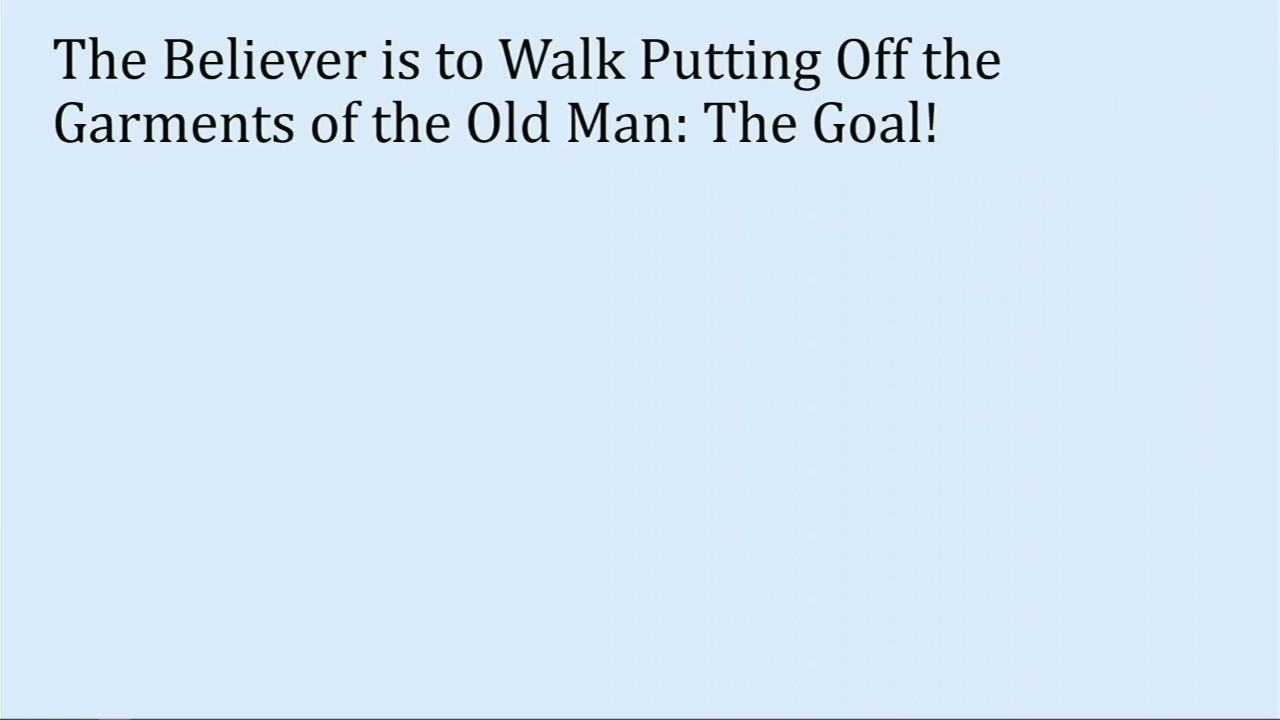 The Believer is to Walk Putting Off the
Garments of the Old Man: The Goal!